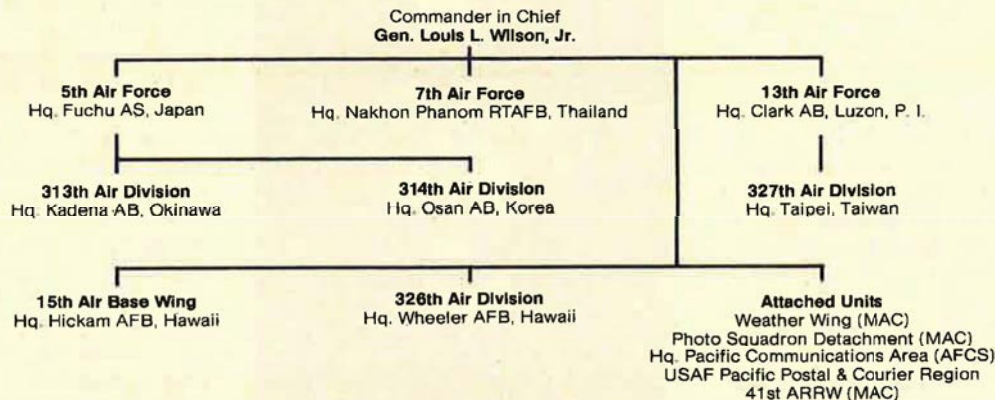 Commander in Chief
Gen. Louis L. Wilson, Jr.
5th Air Force
Hq. Fuchu AS, Japan
7th Air Force
Hq. Nakhon Phanom RTAFB, Thailand
13th Air Force
Hq. Clark AB, Luzon, P. I.
313th Air Division
Hq. Kadena AB, Okinawa
314th Air Division
Hq. Osan AB, Korea
327th Air Division
Hq. Taipei, Taiwan
15th Air Base Wing
Hq. Hickam AFB, Hawaii
326th Air Division
Hq. Wheeler AFB, Hawaii
Attached Units
Weather Wing (MAC)
Photo Squadron Detachment (MAC)
Hq. Pacific Communications Area (AFCS)
USAF Pacific Postal & Courier Region
41st ARRW (MAC)